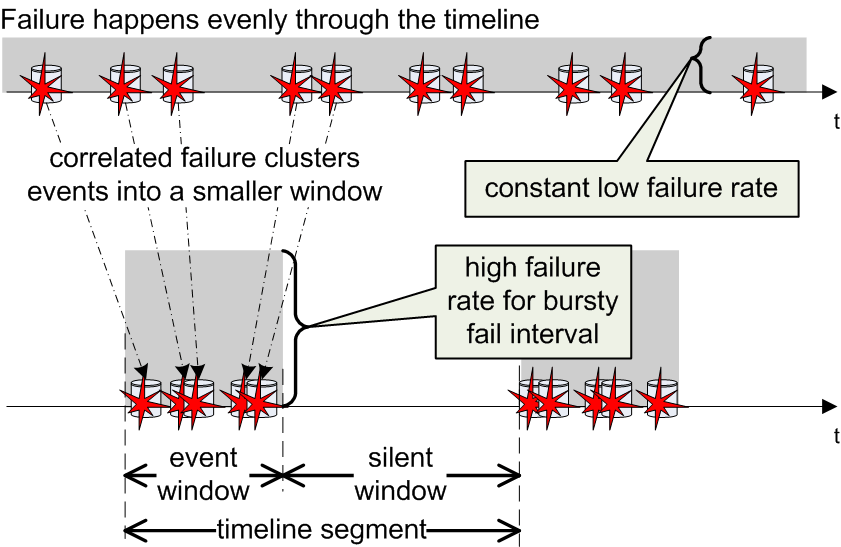 Failure happens evenly through the timeline
t
correlated failure clusters
events into a smaller window
constant low failure rate
high failure
rate for bursty
fail interval
t
event
window
silent
window
timeline segment